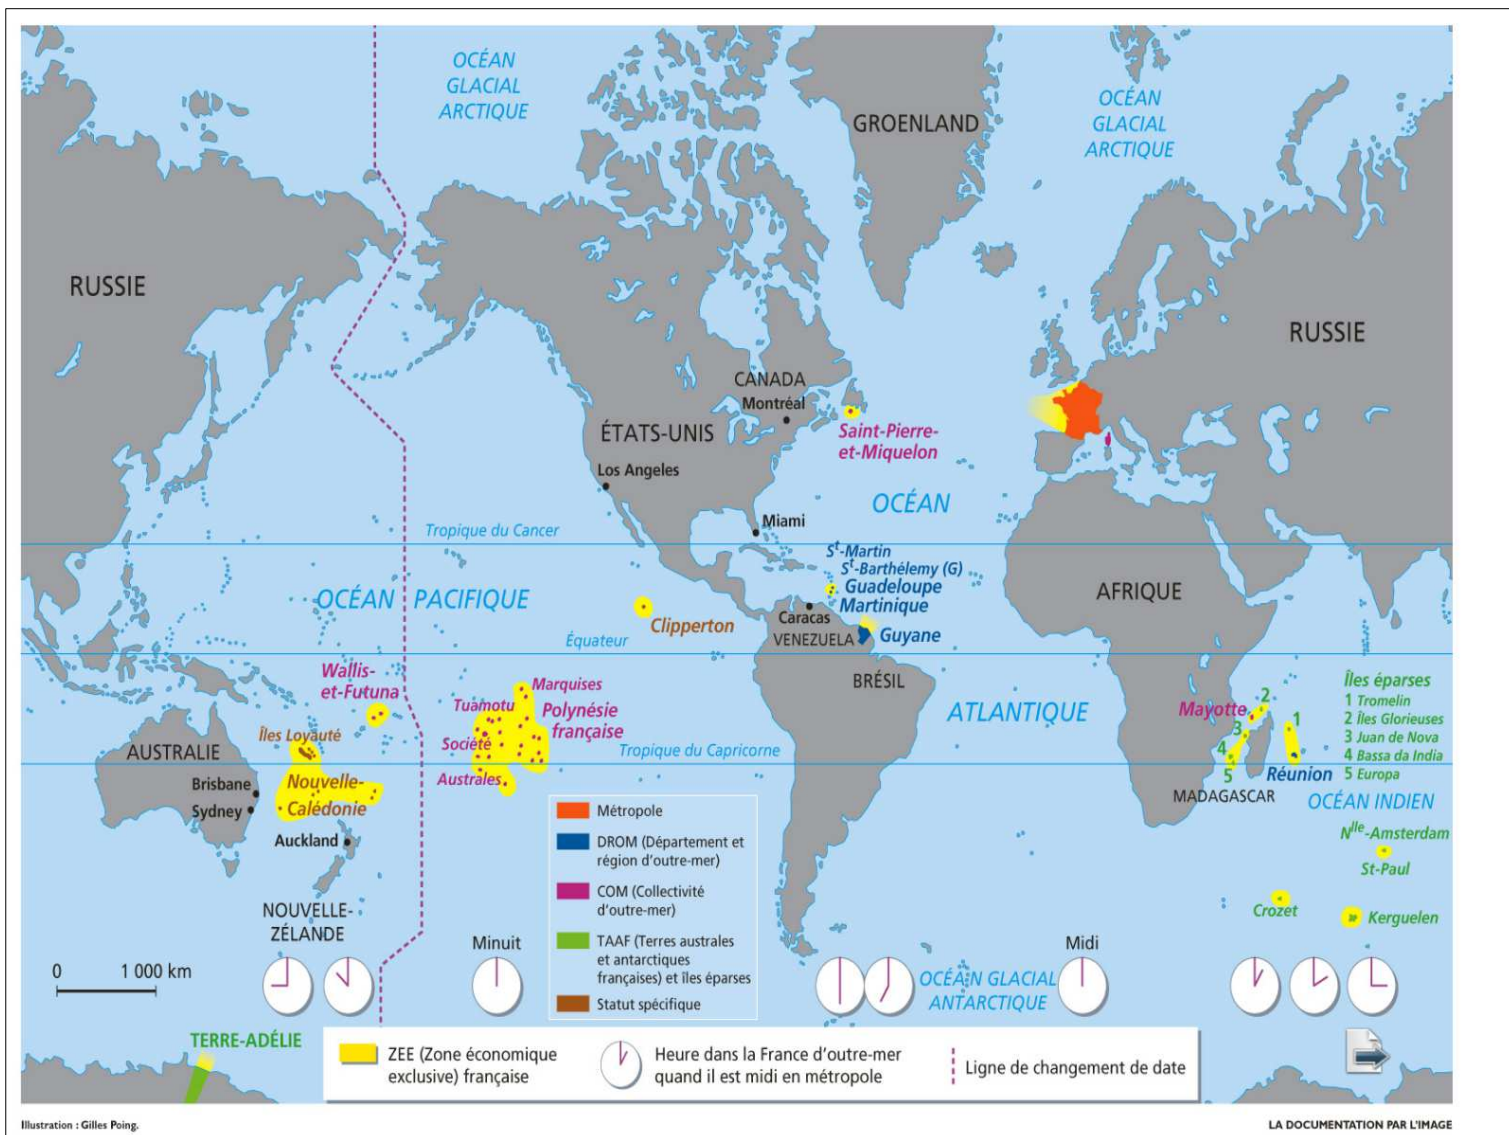 OCÉAN
GLACIAL
ARCTIQUE
GROENLAND
OCÉAN
GLACIAL
ARCTIQUE
RUSSIE
RUSSIE
CANADA
Montréal
ÉTATS-UNIS
Saint-Pierre-
et-Miquelon
Los Angeles
OCÉAN
Miami
Tropique du Cancer
St-Martin
St-Barthélemy (G)
Guadeloupe
Martinique
AFRIQUE
OCÉAN PACIFIQUE
Clipperton
Caracas
VENEZUELA
Guyane
Équateur
Wallis-
et-Futuna
Marquises
Tuamotu
Polynésie
française
Société
Australes
BRÉSIL
ATLANTIQUE
Mayotte
Îles éparses
1 Tromelin
2 Îles Glorieuses
3 Juan de Nova
4 Bassa da India
5 Europa
2
1
3
4
5
Réunion
MADAGASCAR
OCÉAN INDIEN
Îles Loyauté
AUSTRALIE
Tropique du Capricorne
Brisbane
Nouvelle-
Calédonie
Sydney
Auckland
NOUVELLE-
ZÉLANDE
Nlle-Amsterdam
St-Paul
Crozet
Kerguelen
Métropole
DROM (Département et
région d'outre-mer)
COM (Collectivité
d'outre-mer)
TAAF (Terres australes
et antarctiques
françaises) et îles éparses
Statut spécifique
0 1 000 km
Minuit
Midi
OCÉAN GLACIAL
ANTARCTIQUE
TERRE-ADÉLIE
ZEE (Zone économique
exclusive) française
Heure dans la France d'outre-mer
quand il est midi en métropole
Ligne de changement de date
Illustration : Gilles Poing.
LA DOCUMENTATION PAR L'IMAGE